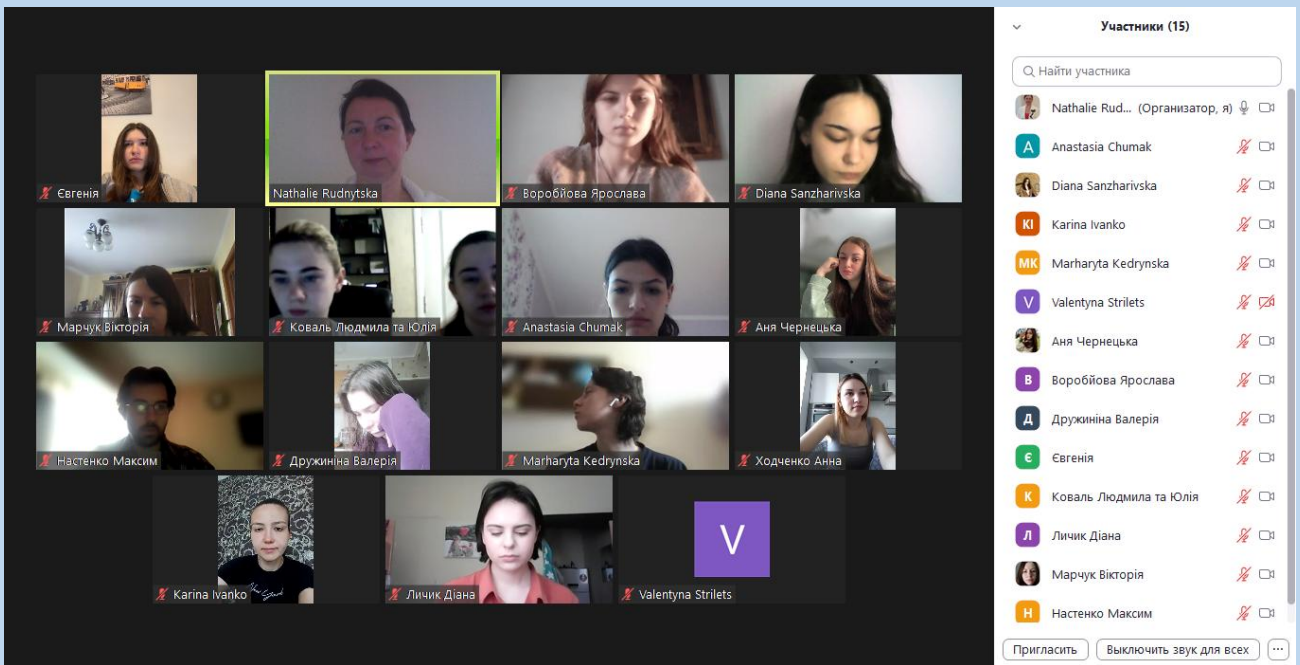 Євгенія
Nathalie Rudnytska
Воробйова Ярослава
Diana Sanzharivska
Марчук Вікторія
Коваль Людмила та Юлія
Anastasia Chumak
Аня Чернецька
Настенко Максим
Дружиніна Валерія
Marharyta Kedrynska
Ходченко Анна
Karina Ivanko
Личик Діана
V
Valentyna Strilets
Участники (15)
Найти участника
Nathalie Rud... (Организатор, я)
A Anastasia Chumak
Diana Sanzharivska
KI Karina Ivanko
MK Marharyta Kedrynska
V Valentyna Strilets
Аня Чернецька
В Воробйова Ярослава
Д Дружиніна Валерія
Є Євгенія
К Коваль Людмила та Юлія
Л Личик Діана
Марчук Вікторія
Н Настенко Максим
Пригласить
Выключить звук для всех
...